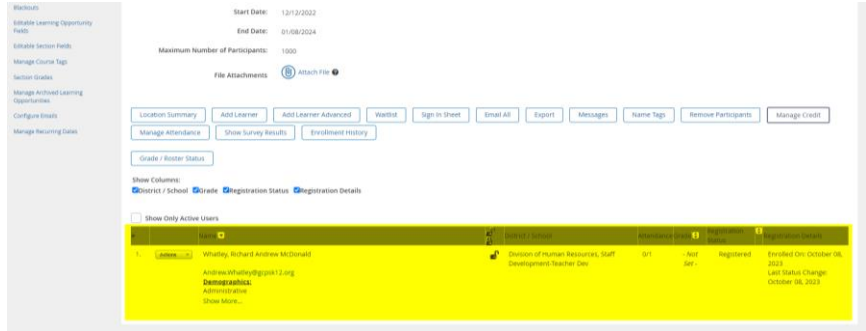 Blackouts
Editable Learning Opportunity
Fields
Editable Section Fields
Manage Course Tags
Section Grades
Manage Archived Learning
Opportunities
Configure Emails
Manage Recurring Dates
Start Date: 12/12/2022
End Date: 01/08/2024
Maximum Number of Participants: 1000
File Attachments Attach File
Location Summary Add Learner Add Learner Advanced Waitlist Sign In Sheet Email All Export Messages Name Tags Remove Participants Manage Credit
Manage Attendance Show Survey Results Enrollment History
Grade / Roster Status
Show Columns:
District / School Grade Registration Status Registration Details
Show Only Active Users
# Name District / School Attendance Grade Registration Status Registration Details
1. Whatley, Richard Andrew McDonald Division of Human Resources, Staff 0/1 - Not Registered Enrolled On: October 08,
Development-Teacher Dev Set - 2023
Andrew.Whatley@gcpsk12.org Last Status Change:
Demographics: October 08, 2023
Administrative
Show More...